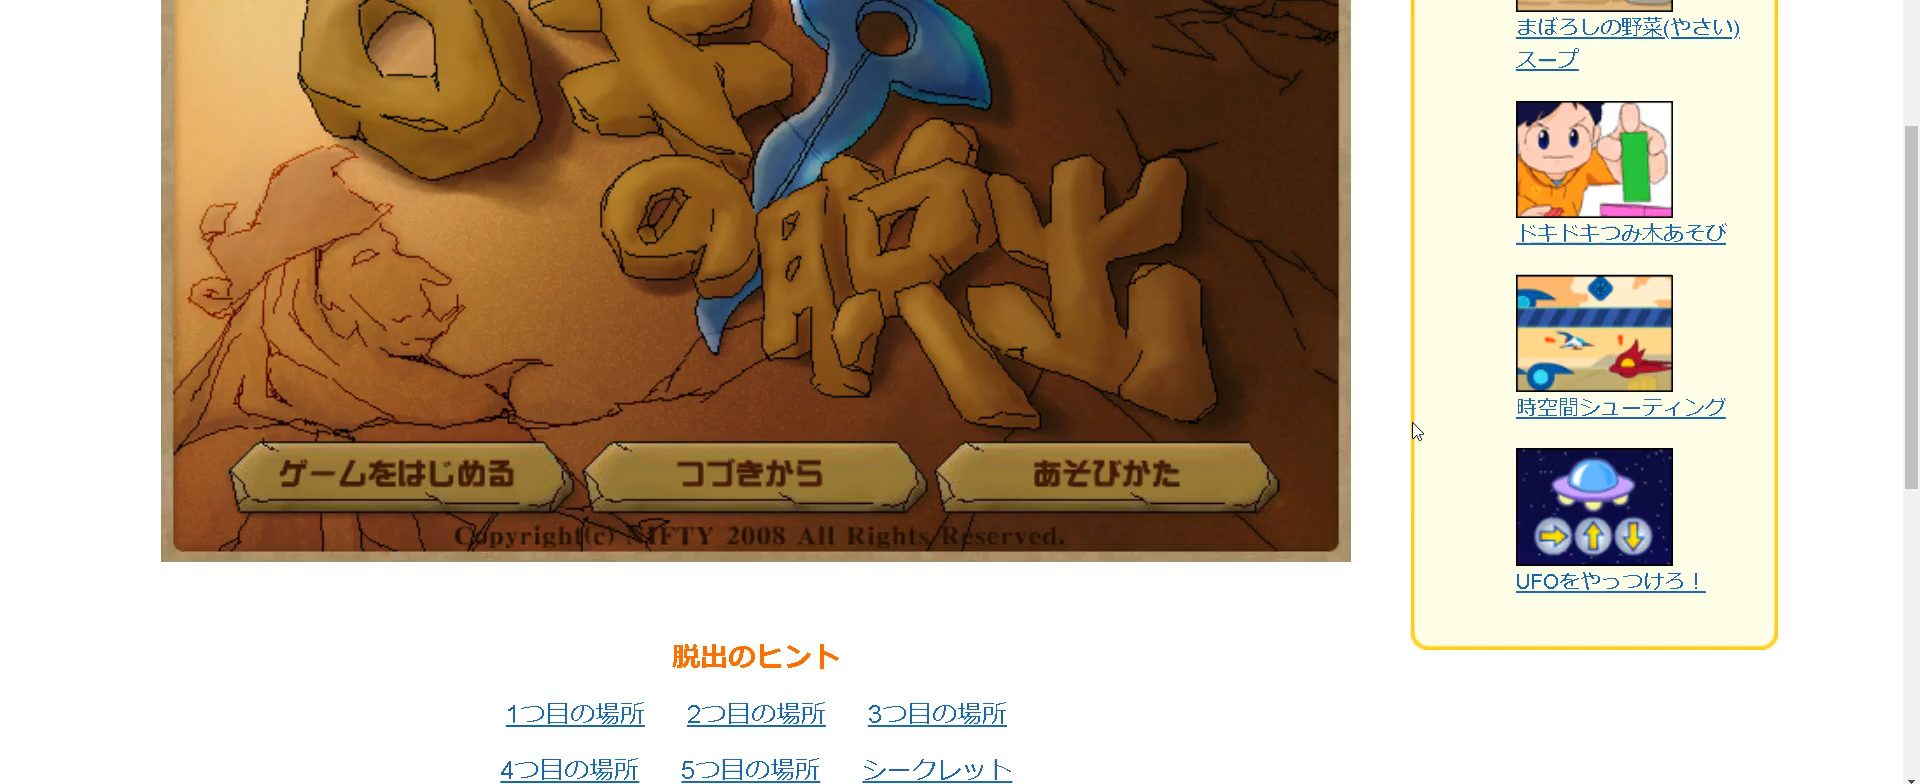 の脱出
ゲームをはじめる
つづきから
あそびかた
Copyright(c) NIFTY 2008 All Rights Reserved.
脱出のヒント
1つ目の場所 2つ目の場所 3つ目の場所
4つ目の場所 5つ目の場所 シークレット
まぼろしの野菜(やさい)
スープ
ドキドキつみ木あそび
時空間シューティング
UFOをやっつけろ！